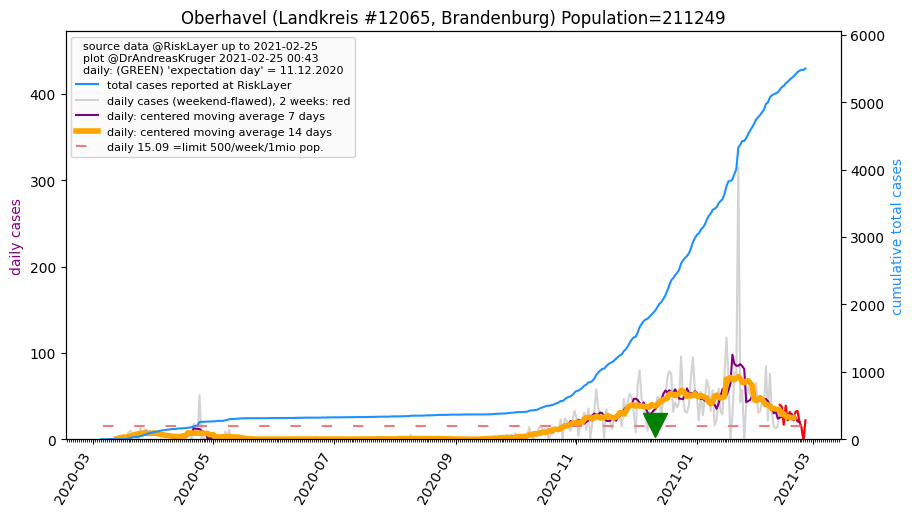 Oberhavel (Landkreis #12065, Brandenburg) Population=211249
source data @RiskLayer up to 2021-02-25
plot @DrAndreasKruger 2021-02-25 00:43
daily: (GREEN) 'expectation day' = 11.12.2020
total cases reported at RiskLayer
daily cases (weekend-flawed), 2 weeks: red
daily: centered moving average 7 days
daily: centered moving average 14 days
daily 15.09 =limit 500/week/1mio pop.
daily cases
400
300
200
100
0
cumulative total cases
6000
5000
4000
3000
2000
1000
0
2020-03
2020-05
2020-07
2020-09
2020-11
2021-01
2021-03